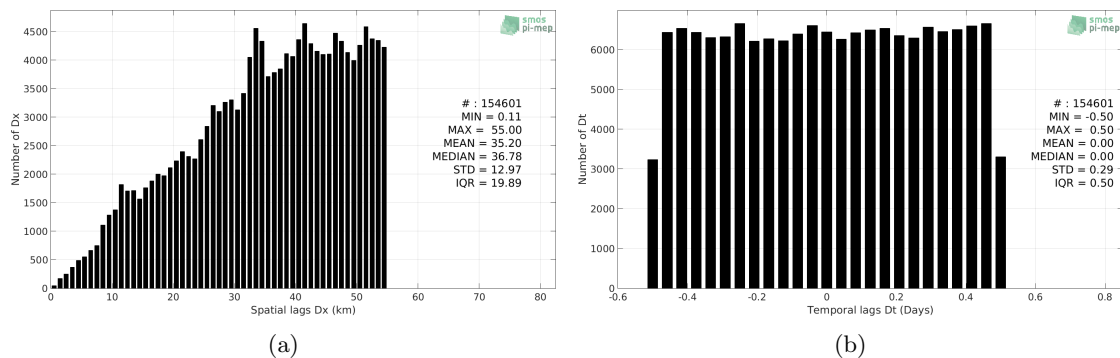 4500
4000
3500
3000
2500
2000
1500
1000
500
0
Number of Dx
0 10 20 30 40 50 60 70 80
Spatial lags Dx (km)
smos
pi-mep
# : 154601
MIN = 0.11
MAX = 55.00
MEAN = 35.20
MEDIAN = 36.78
STD = 12.97
IQR = 19.89
(a)
6000
5000
4000
3000
2000
1000
0
Number of Dt
-0.6 -0.4 -0.2 0 0.2 0.4 0.6 0.8
Temporal lags Dt (Days)
smos
pi-mep
# : 154601
MIN = -0.50
MAX = 0.50
MEAN = 0.00
MEDIAN = 0.00
STD = 0.29
IQR = 0.50
(b)